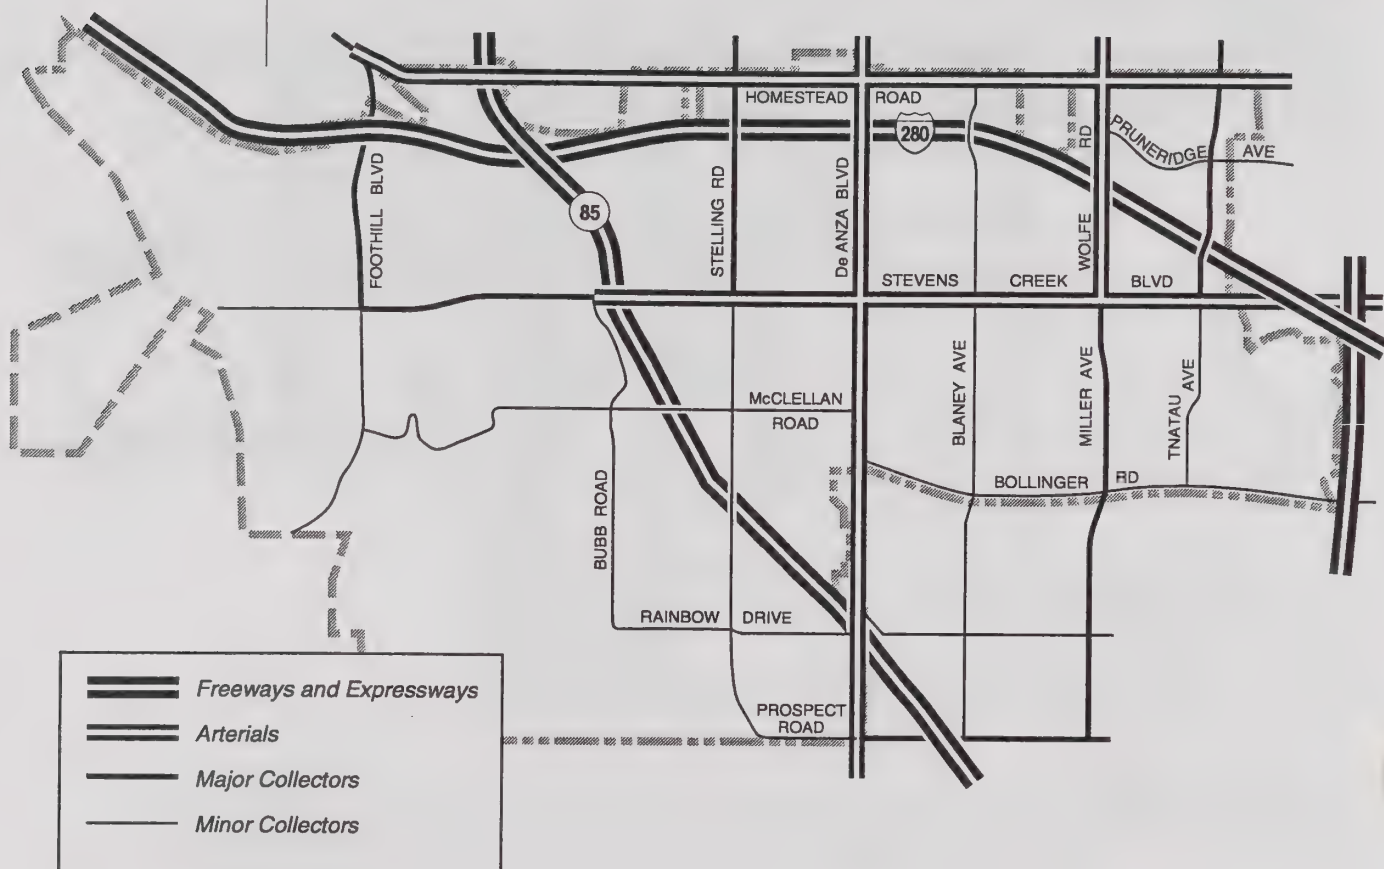 HOMESTEAD ROAD
280
PRUNERIDGE AVE
FOOTHILL BLVD
85
STELLING RD
De ANZA BLVD
WOLFE RD
STEVENS CREEK BLVD
McCLELLAN
ROAD
BLANEY AVE
MILLER AVE
TNATAU AVE
BOLLINGER RD
BUBB ROAD
RAINBOW DRIVE
PROSPECT
ROAD
Freeways and Expressways
Arterials
Major Collectors
Minor Collectors